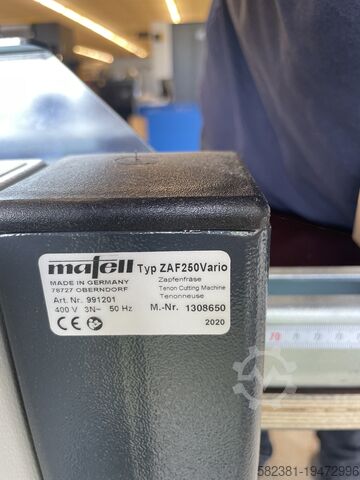 mafell Typ ZAF250Vario
MADE IN GERMANY Zapfenfräse
78727 OBERNDORF Tenon Cutting Machine
Art. Nr. 991201 Tenonneuse
400 V 3N~ 50 Hz M.-Nr. 1308650
CE 2020
582381-19472996